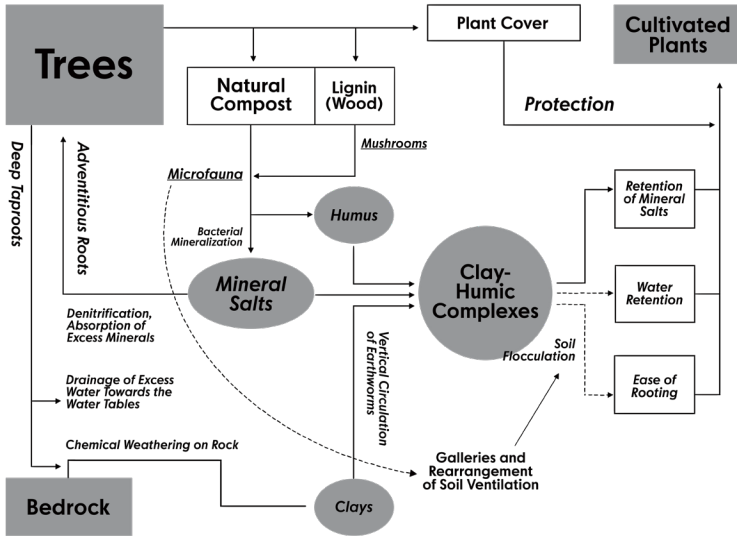 Trees
Plant Cover
Cultivated
Plants
Natural
Compost
Lignin
(Wood)
Protection
Mushrooms
Deep Taproots
Adventitious Roots
Microfauna
Humus
Bacterial
Mineralization
Retention
of Mineral
Salts
Mineral
Salts
Clay-
Humic
Complexes
Water
Retention
Denitrification,
Absorption of
Excess Minerals
Vertical Circulation
of Earthworms
Soil
Flocculation
Ease of
Rooting
Drainage of Excess
Water Towards the
Water Tables
Chemical Weathering on Rock
Galleries and
Rearrangement
of Soil Ventilation
Bedrock
Clays